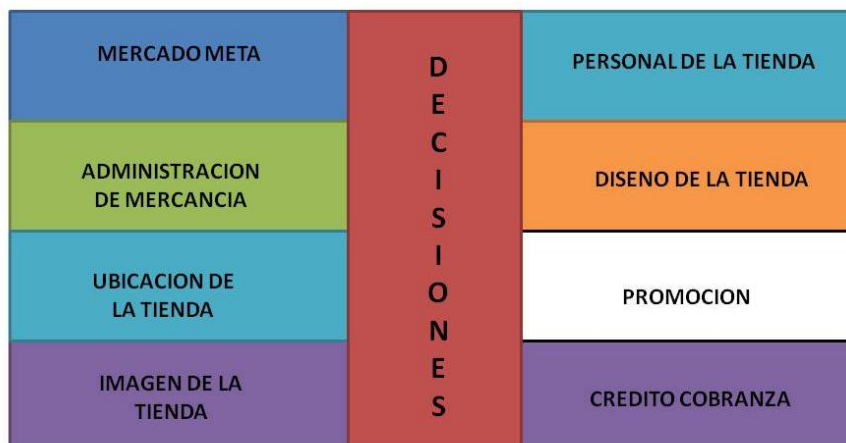 MERCADO META
ADMINISTRACION
DE MERCANCIA
UBICACION DE
LA TIENDA
IMAGEN DE LA
TIENDA
D
E
C
I
S
I
O
N
E
S
PERSONAL DE LA TIENDA
DISENO DE LA TIENDA
PROMOCION
CREDITO COBRANZA